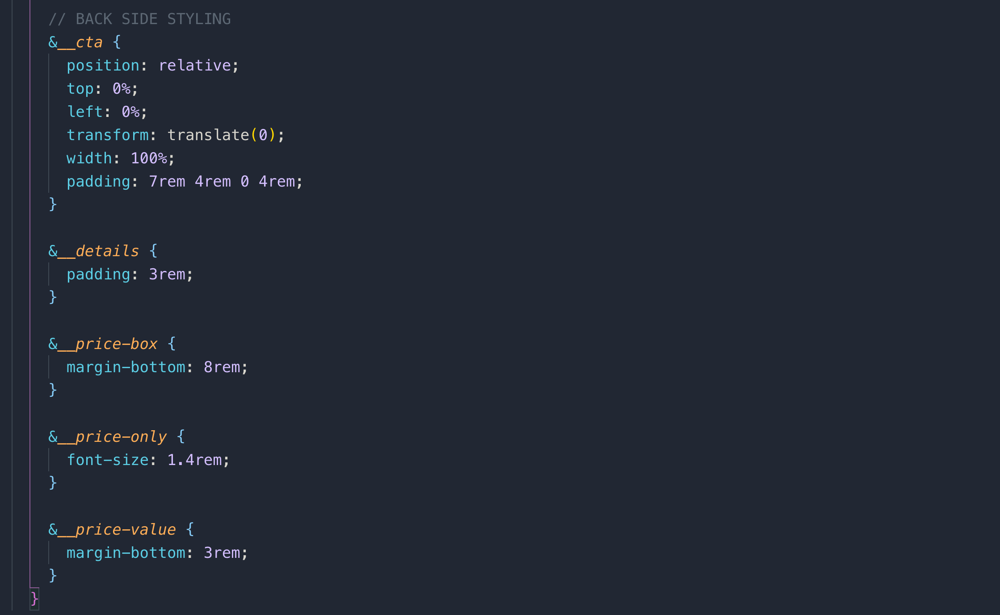 // BACK SIDE STYLING
&__cta {
position: relative;
top: 0%;
left: 0%;
transform: translate(0);
width: 100%;
padding: 7rem 4rem 0 4rem;
}
&__details {
padding: 3rem;
}
&__price-box {
margin-bottom: 8rem;
}
&__price-only {
font-size: 1.4rem;
}
&__price-value {
margin-bottom: 3rem;
}
}